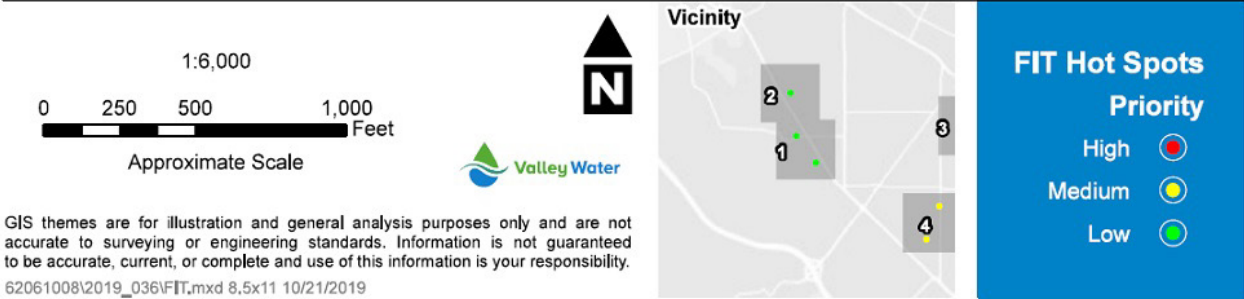 1:6,000
0 250 500 1,000
Feet
Approximate Scale
N
Valley Water
GIS themes are for illustration and general analysis purposes only and are not
accurate to surveying or engineering standards. Information is not guaranteed
to be accurate, current, or complete and use of this information is your responsibility.
62061008\2019_036\FIT.mxd 8.5x11 10/21/2019
Vicinity
2
3
1
4
FIT Hot Spots
Priority
High
Medium
Low